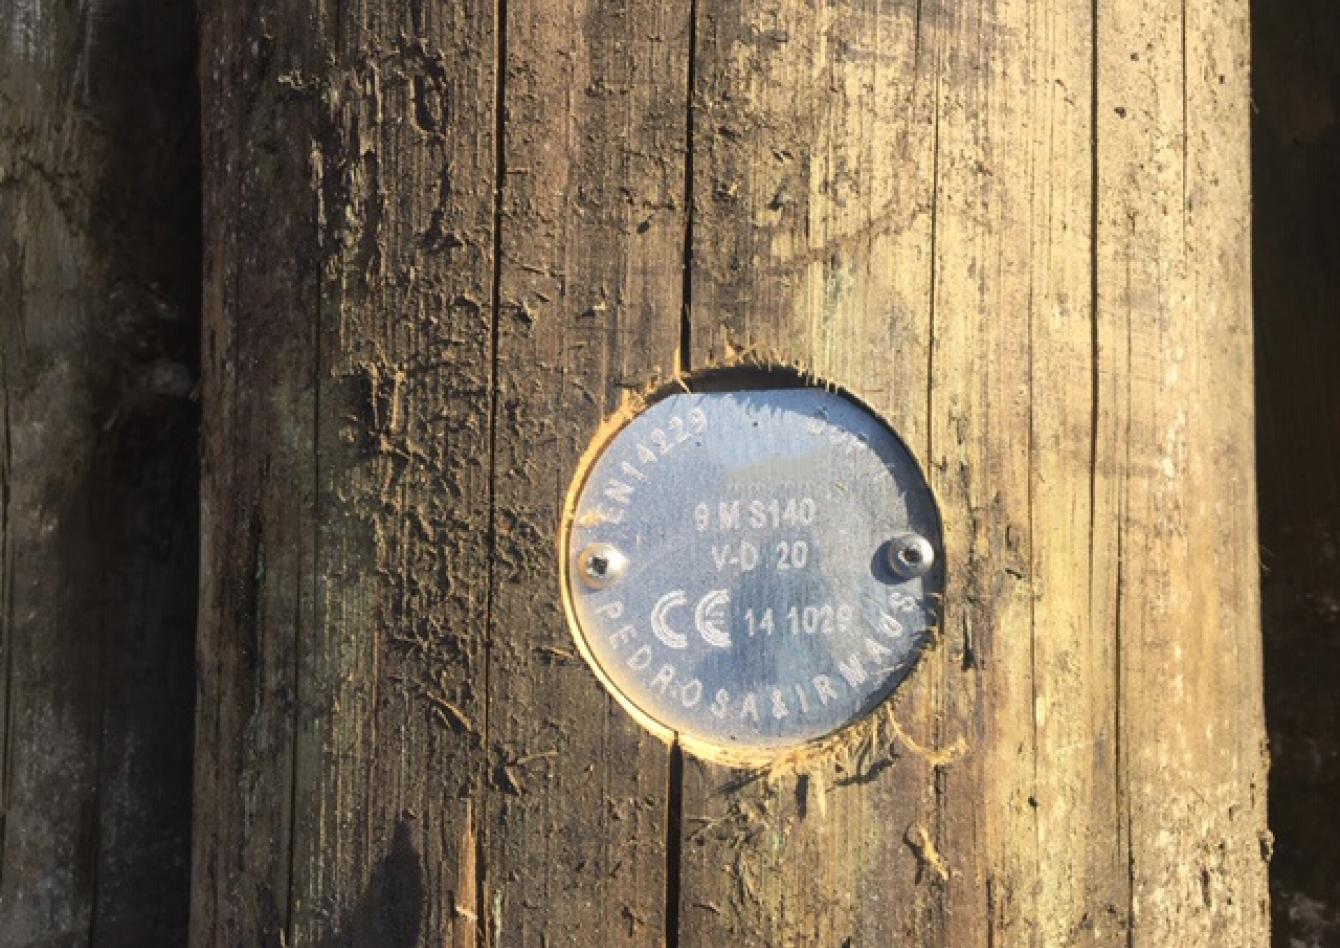 EN14229
9 M S140
V-D 20
CE 14 1029
PEDROSA&IRMAOS